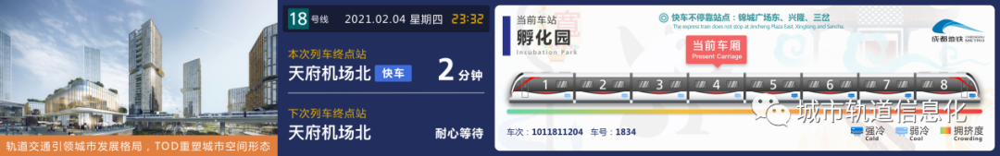 轨道交通引领城市发展格局，TOD重塑城市空间形态
18号线 2021.02.04 星期四 23:32
本次列车终点站
天府机场北 快车 2分钟
下次列车终点站
天府机场北 耐心等待
当前车站
孵化园
Incubation Park
快车不停靠站点：锦城广场东、兴隆、三岔
The express train does not stop at Jincheng Plaza East, Xinglong and Sancha.
成都地铁
CHENGDU METRO
当前车厢
Present Carriage
1 2 3 4 5 6 7 8
城市轨道信息化
车次：1011811204 车号：1834
强冷 弱冷 拥挤度
Cold Cool Crowding